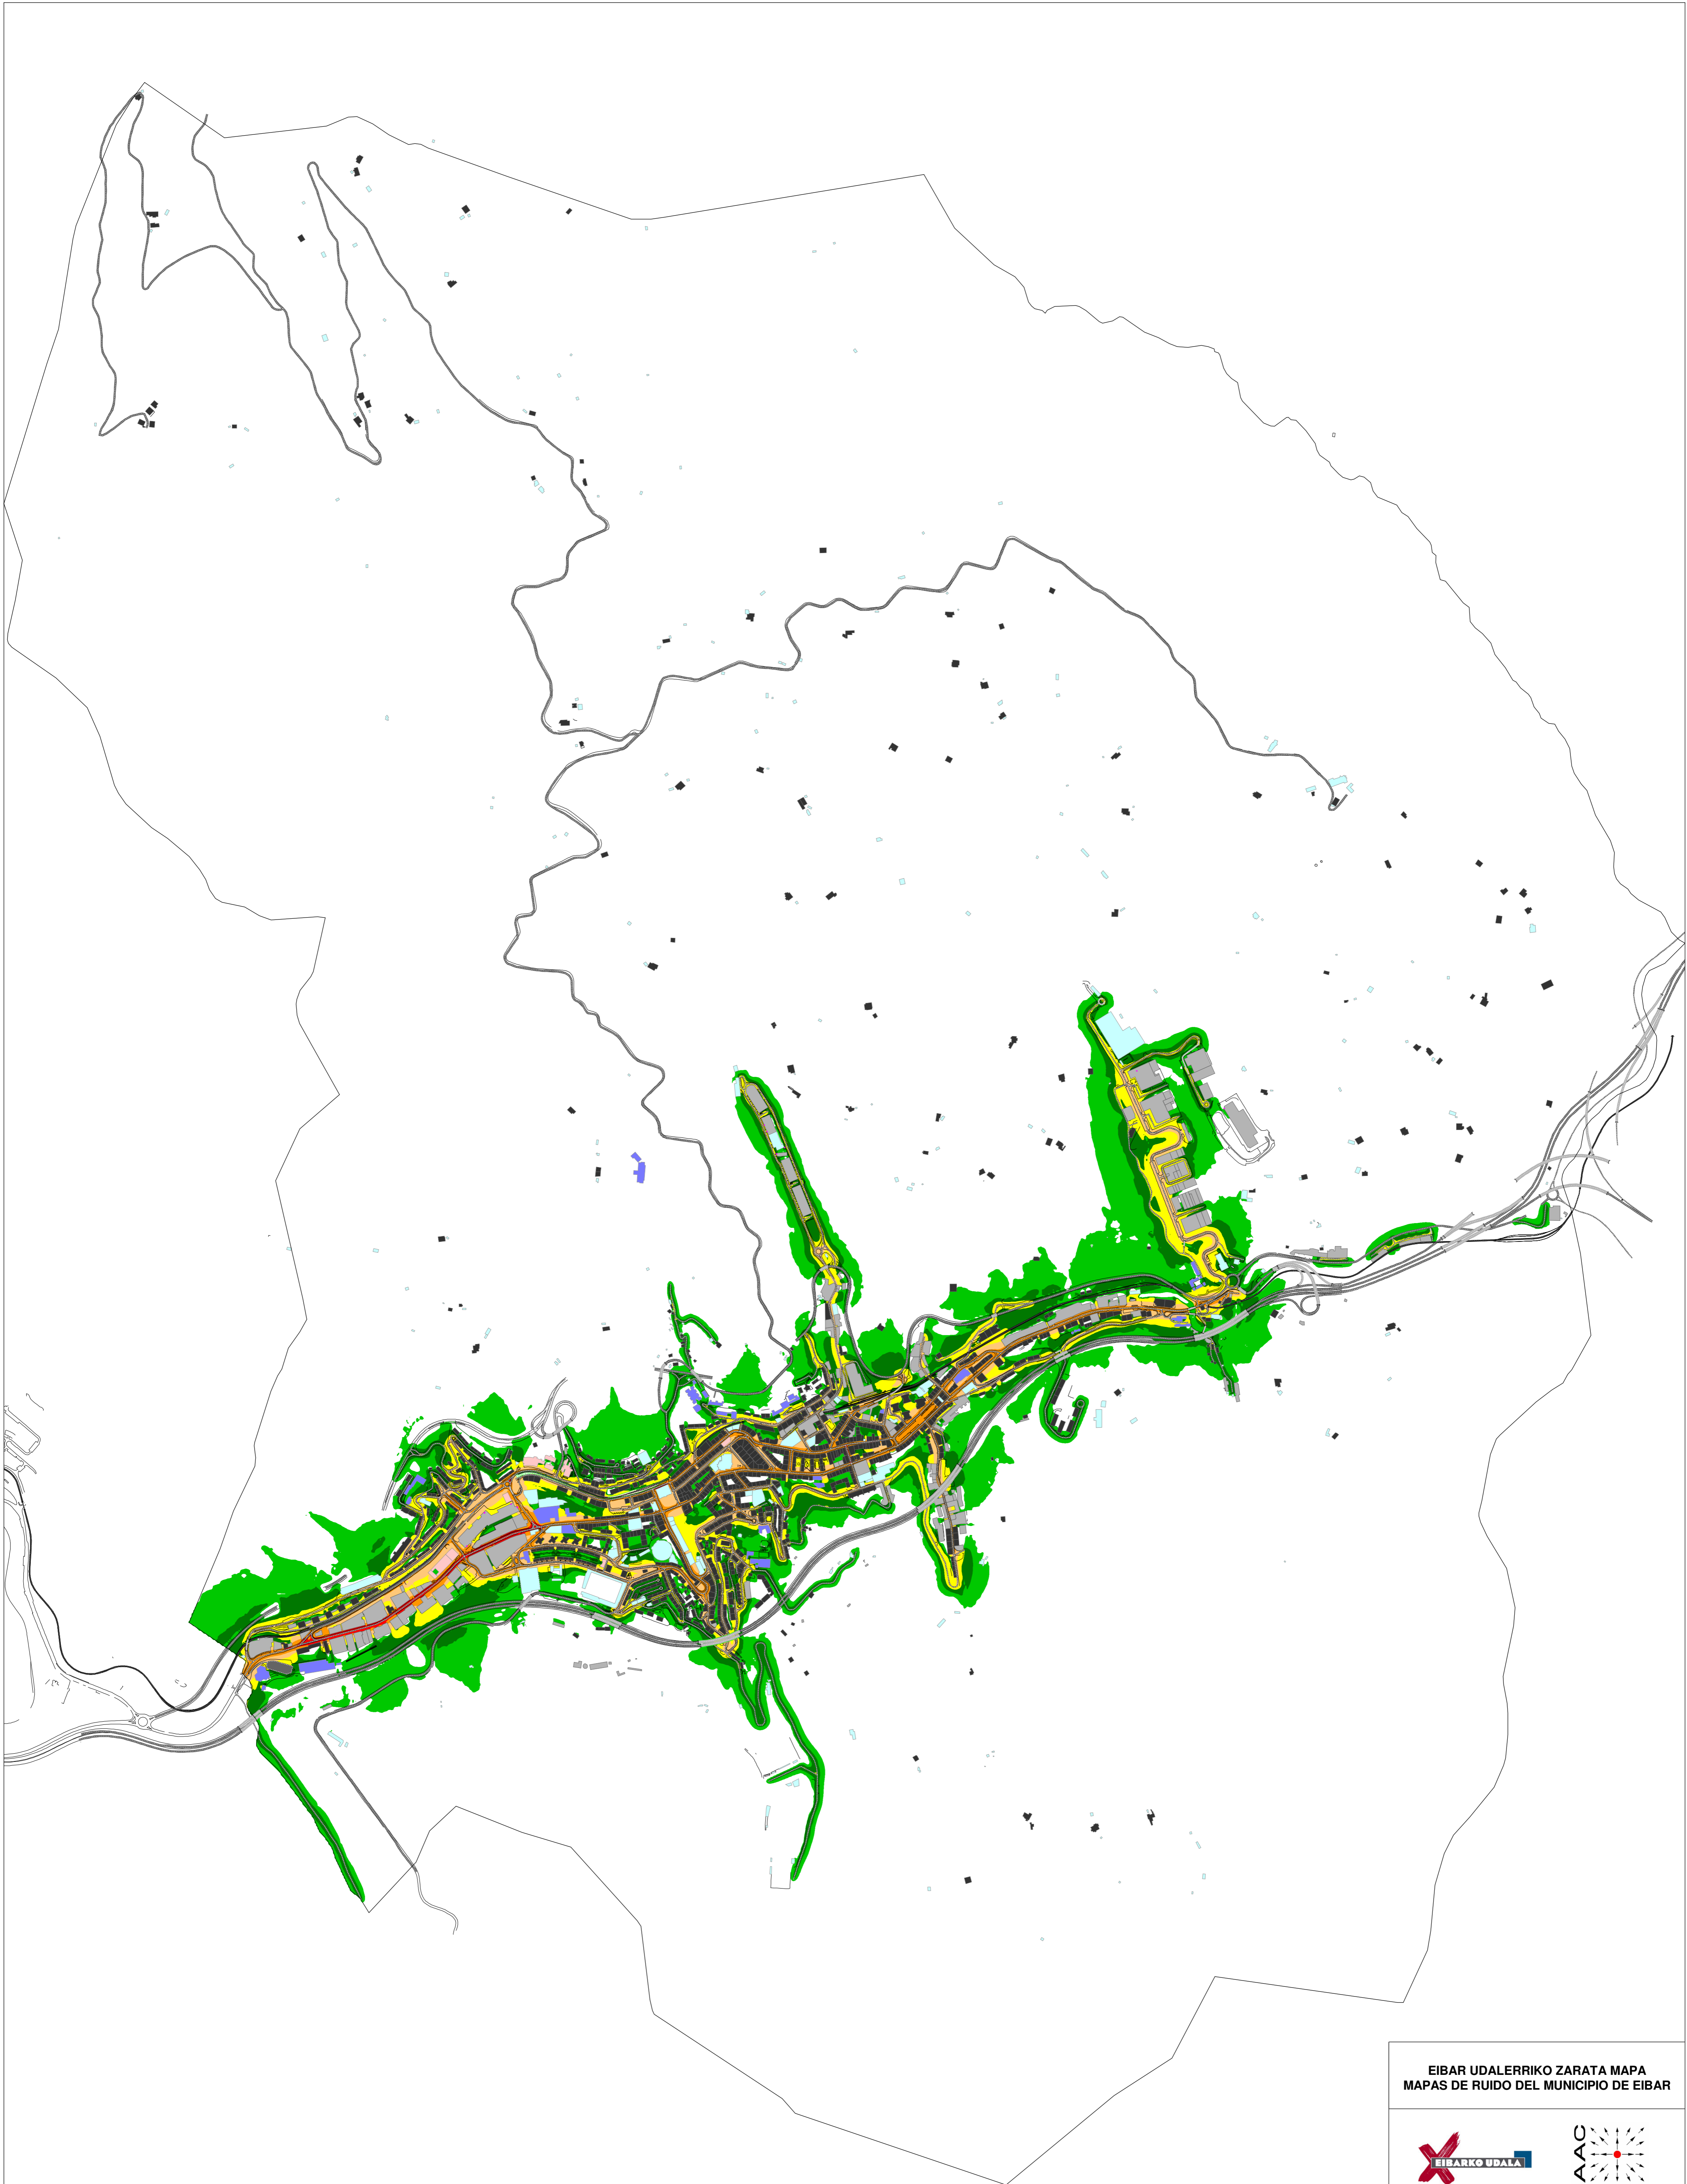 EIBAR UDALERRIKO ZARATA MAPA
MAPAS DE RUIDO DEL MUNICIPIO DE EIBAR
EIBARKO UDALA
AAC